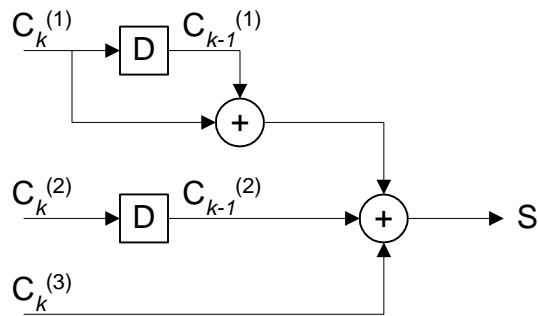 C_k^(1) D C_{k-1}^(1)
+
C_k^(2) D C_{k-1}^(2) + S
C_k^(3)